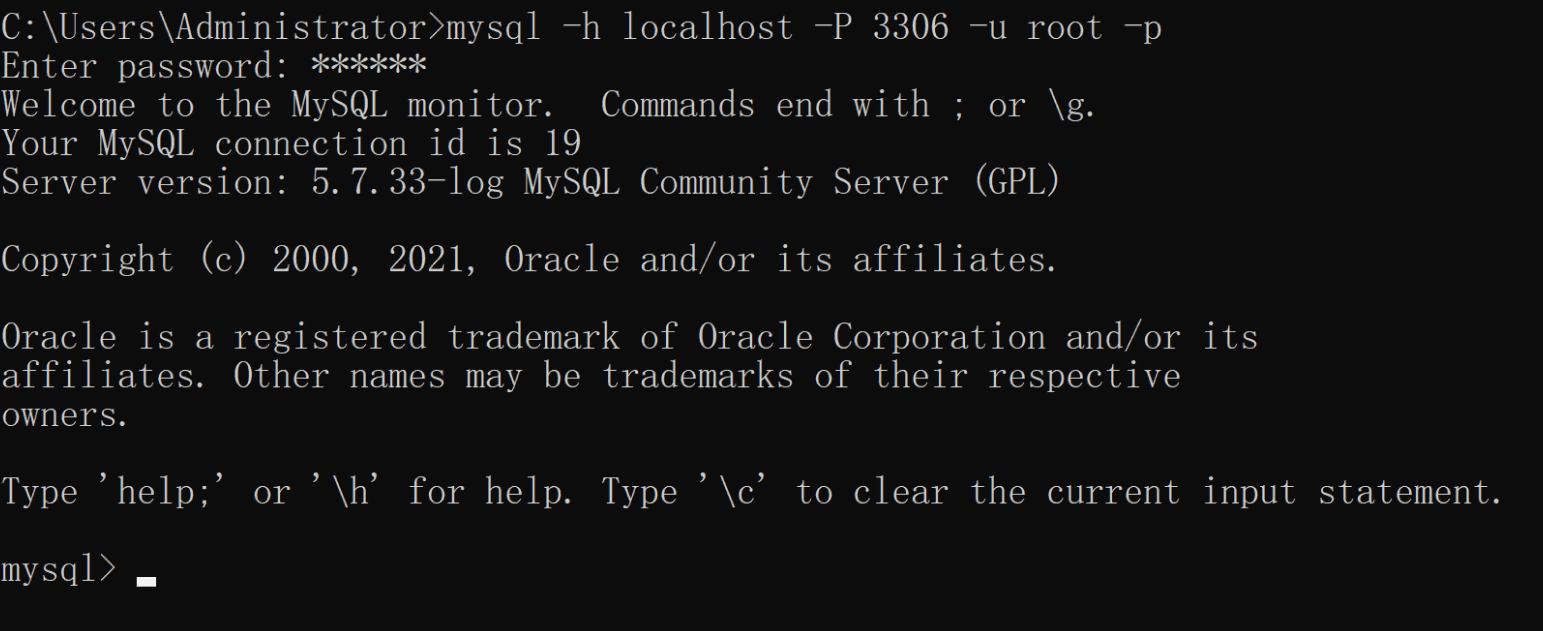 C:\Users\Administrator>mysql -h localhost -P 3306 -u root -p
Enter password: ******
Welcome to the MySQL monitor.  Commands end with ; or \g.
Your MySQL connection id is 19
Server version: 5.7.33-log MySQL Community Server (GPL)
Copyright (c) 2000, 2021, Oracle and/or its affiliates.
Oracle is a registered trademark of Oracle Corporation and/or its
affiliates. Other names may be trademarks of their respective
owners.
Type 'help;' or '\h' for help. Type '\c' to clear the current input statement.
mysql>